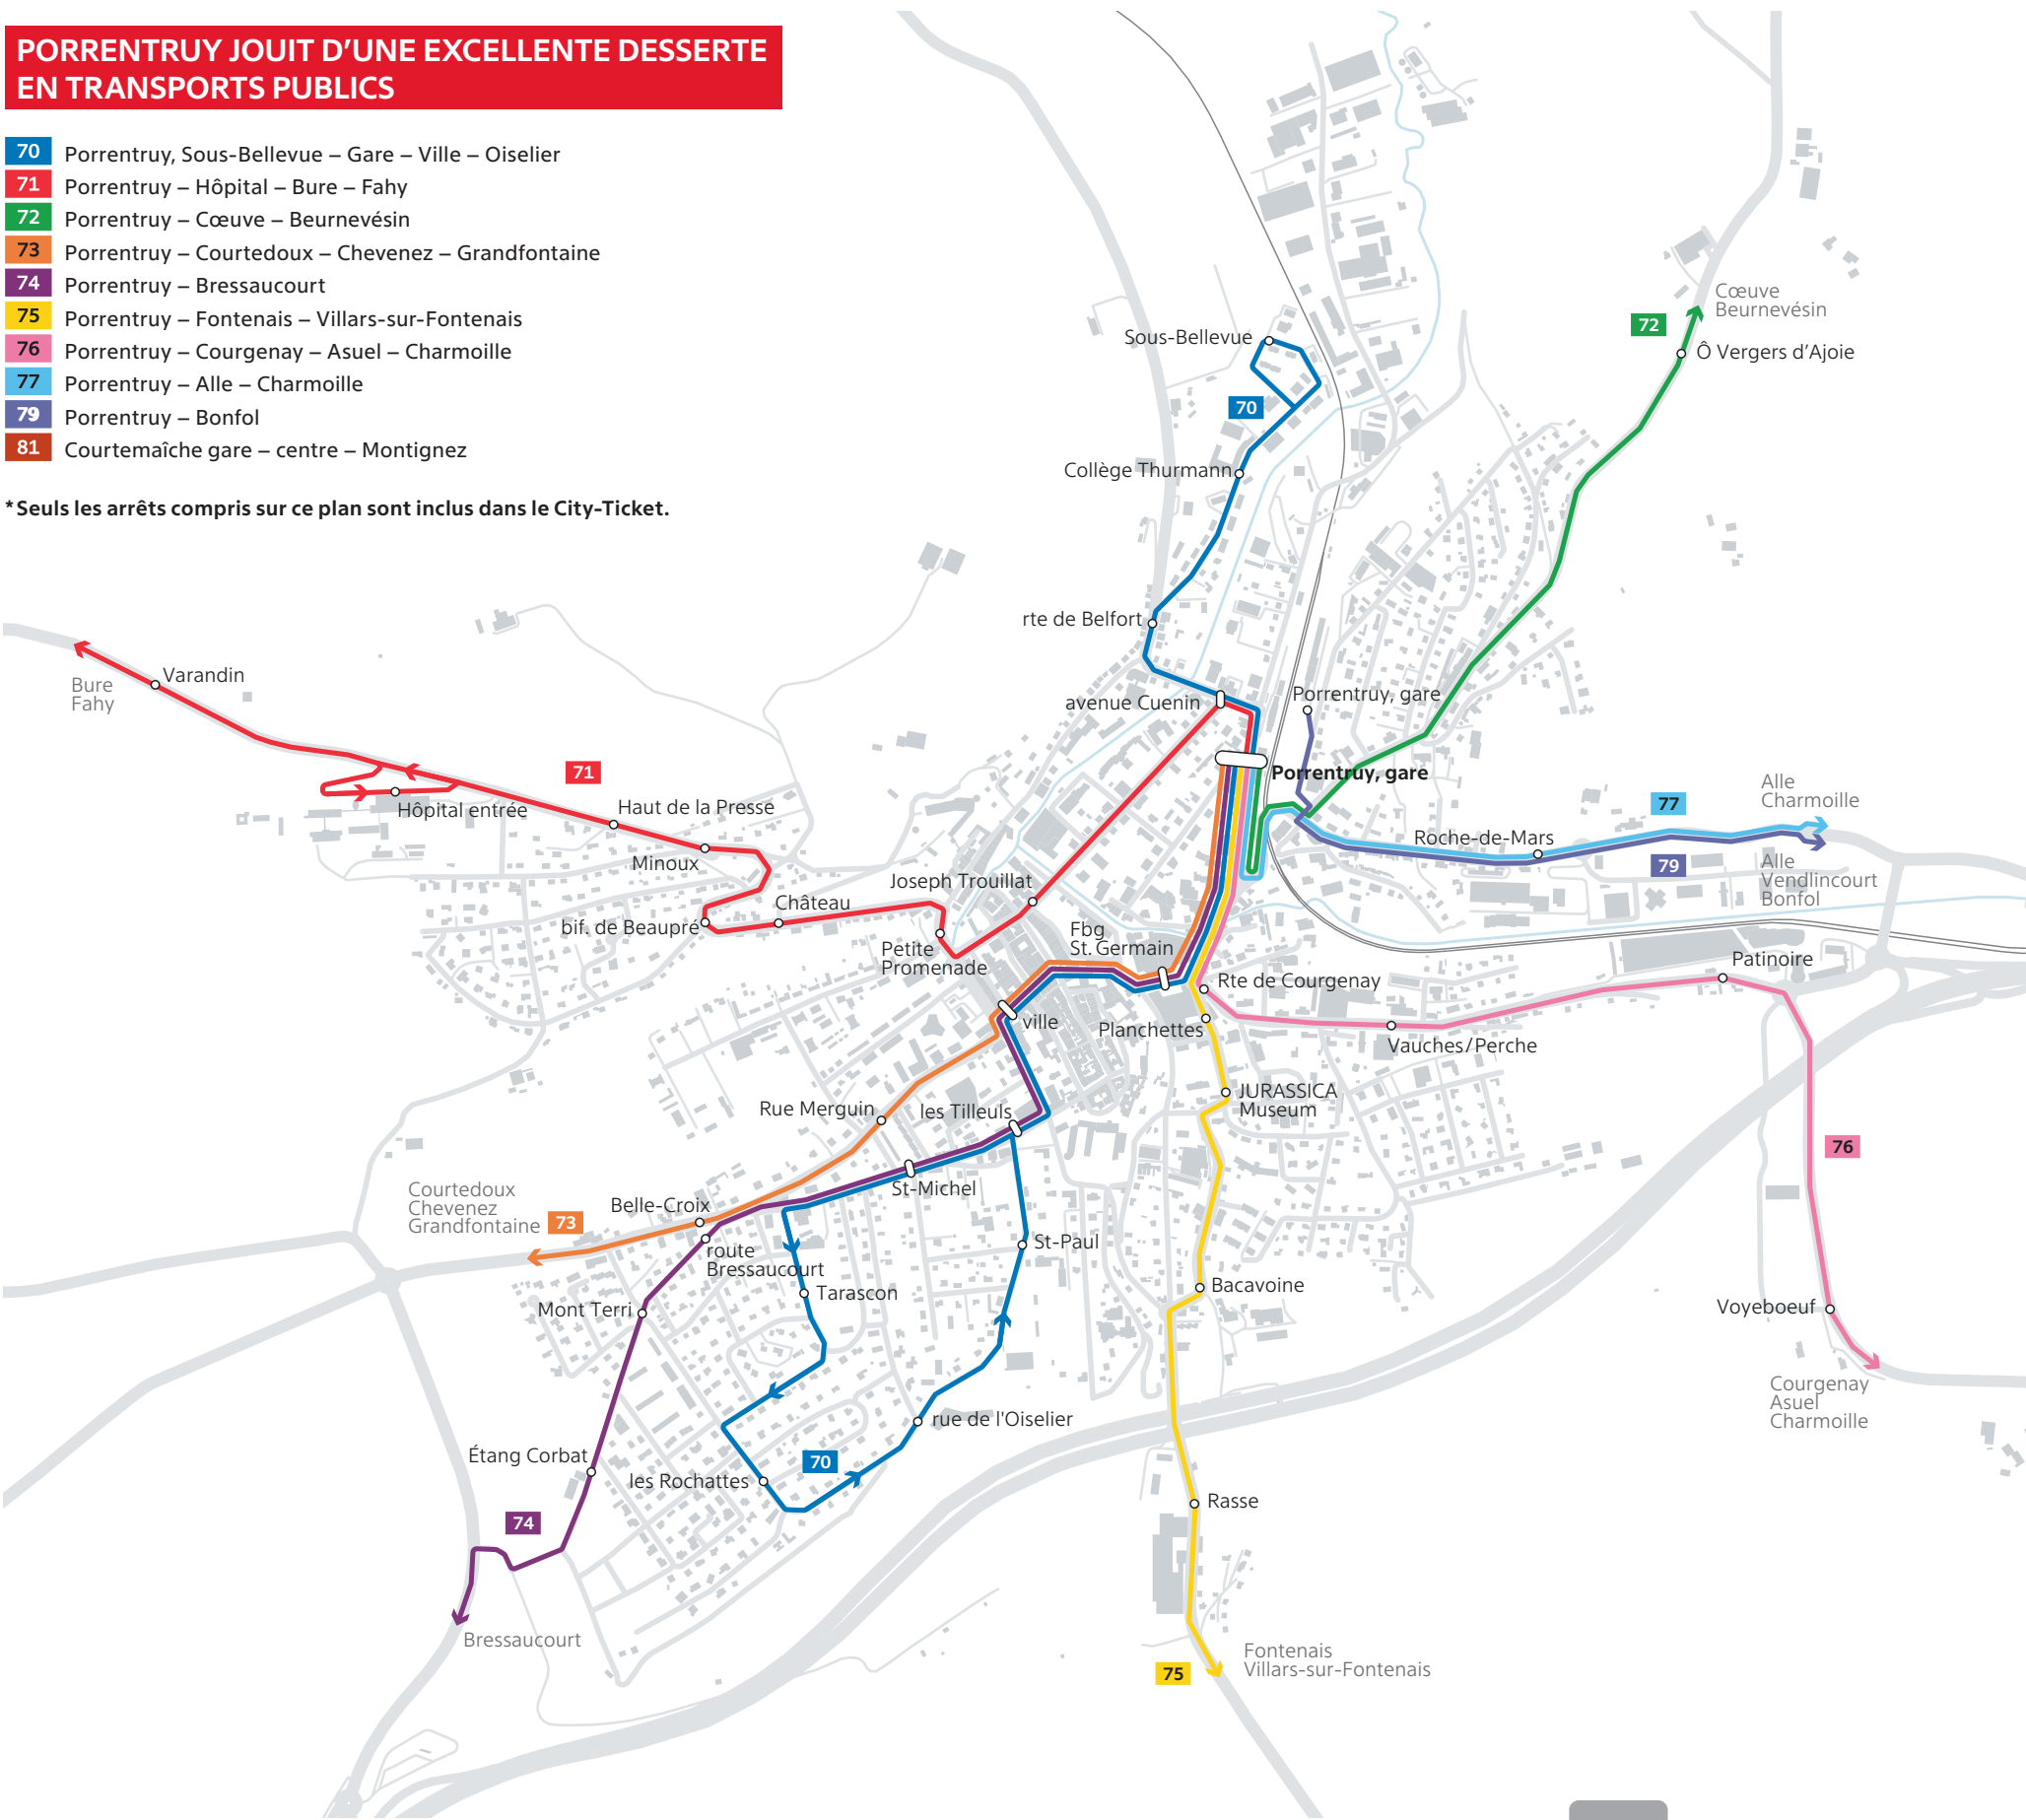 PORRENTRUY JOUIT D’UNE EXCELLENTE DESSERTE
EN TRANSPORTS PUBLICS
70 Porrentruy, Sous-Bellevue – Gare – Ville – Oiselier
71 Porrentruy – Hôpital – Bure – Fahy
72 Porrentruy – Cœuve – Beurnevésin
73 Porrentruy – Courtedoux – Chevenez – Grandfontaine
74 Porrentruy – Bressaucourt
75 Porrentruy – Fontenais – Villars-sur-Fontenais
76 Porrentruy – Courgenay – Asuel – Charmoille
77 Porrentruy – Alle – Charmoille
79 Porrentruy – Bonfol
81 Courtemaîche gare – centre – Montignez
*Seuls les arrêts compris sur ce plan sont inclus dans le City-Ticket.
Cœuve
Beurnevésin
72
Ô Vergers d’Ajoie
Sous-Bellevue
70
Collège Thurmann
rte de Belfort
Varandin
Bure
Fahy
avenue Cuenin
Porrentruy, gare
Porrentruy, gare
71
Hôpital entrée
Haut de la Presse
Minoux
Alle
Charmoille
77
Roche-de-Mars
79
Alle
Vendlincourt
Bonfol
Joseph Trouillat
Château
bif. de Beaupré
Petite
Promenade
Fbg
St. Germain
Patinoire
Rte de Courgenay
ville
Planchettes
Vauches/Perche
JURASSICA
Museum
Rue Merguin
les Tilleuls
76
St-Michel
Courtedoux
Chevenez
Grandfontaine
73
Belle-Croix
route
Bressaucourt
St-Paul
Tarascon
Bacavoine
Mont Terri
Voyeboeuf
Courgenay
Asuel
Charmoille
rue de l'Oiselier
Étang Corbat
70
les Rochattes
Rasse
74
Bressaucourt
Fontenais
Villars-sur-Fontenais
75